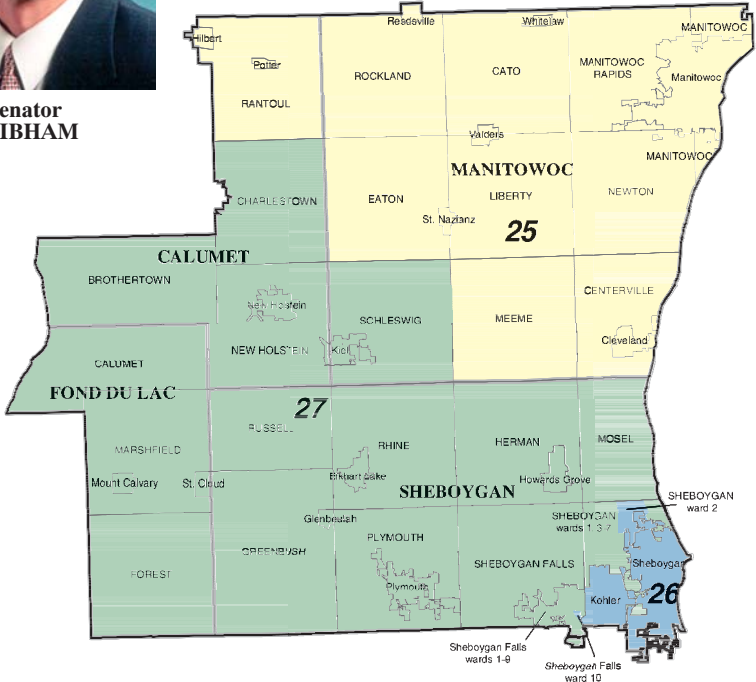 enator
IBHAM
Hilbert
Potter
RANTOUL
Readsville
ROCKLAND
Whitelaw
CATO
MANITOWOC
RAPIDS
MANITOWOC
Manitowoc
Valders
MANITOWOC
MANITOWOC
CHARLESTOWN
EATON
LIBERTY
NEWTON
St. Nazianz
25
CALUMET
BROTHERTOWN
New Holstein
NEW HOLSTEIN
SCHLESWIG
Kiel
MEEME
CENTERVILLE
Cleveland
CALUMET
FOND DU LAC
27
RUSSELL
RHINE
HERMAN
MOSEL
MARSHFIELD
Mount Calvary
St. Cloud
Elkhart Lake
Howards Grove
SHEBOYGAN
SHEBOYGAN
ward 2
SHEBOYGAN
wards 1, 3-7
Glenbeulah
PLYMOUTH
GREENBUSH
FOREST
Plymouth
SHEBOYGAN FALLS
Sheboygan
Kohler
26
Sheboygan Falls
wards 1-9
Sheboygan Falls
ward 10